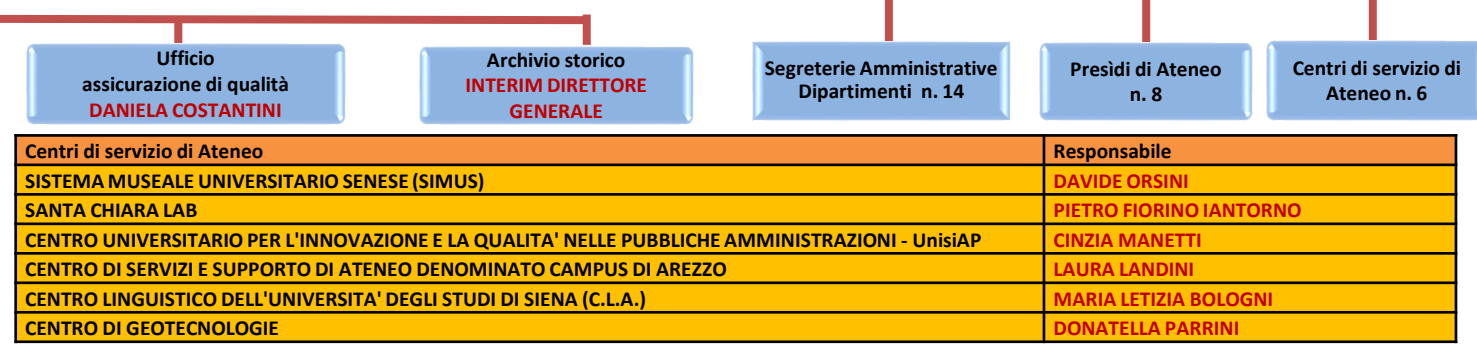 Ufficio
assicurazione di qualità
DANIELA COSTANTINI
Archivio storico
INTERIM DIRETTORE
GENERALE
Segreterie Amministrative
Dipartimenti n. 14
Presìdi di Ateneo
n. 8
Centri di servizio di
Ateneo n. 6
Centri di servizio di Ateneo Responsabile
SISTEMA MUSEALE UNIVERSITARIO SENESE (SIMUS) DAVIDE ORSINI
SANTA CHIARA LAB PIETRO FIORINO IANTORNO
CENTRO UNIVERSITARIO PER L'INNOVAZIONE E LA QUALITA' NELLE PUBBLICHE AMMINISTRAZIONI - UnisiAP CINZIA MANETTI
CENTRO DI SERVIZI E SUPPORTO DI ATENEO DENOMINATO CAMPUS DI AREZZO LAURA LANDINI
CENTRO LINGUISTICO DELL'UNIVERSITA' DEGLI STUDI DI SIENA (C.L.A.) MARIA LETIZIA BOLOGNI
CENTRO DI GEOTECNOLOGIE DONATELLA PARRINI